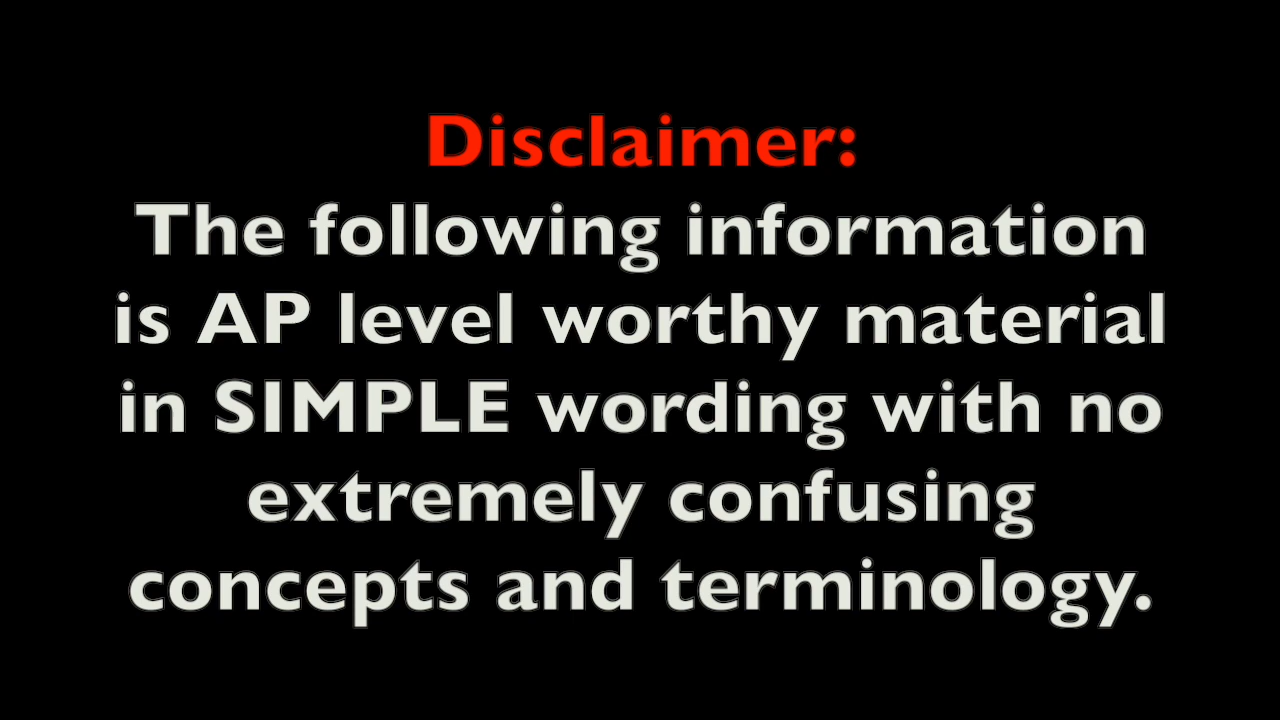 Disclaimer:
The following information
is AP level worthy material
in SIMPLE wording with no
extremely confusing
concepts and terminology.